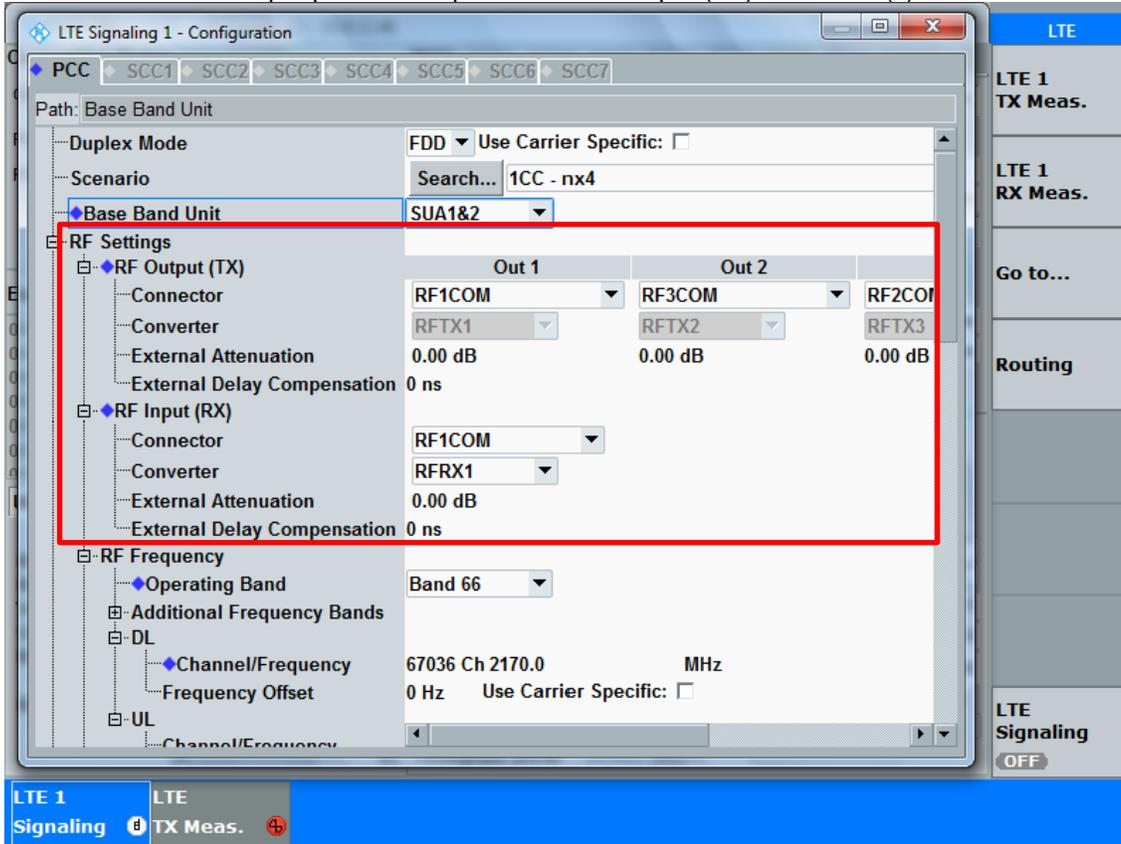 LTE Signaling 1 - Configuration
LTE
PCC SCC1 SCC2 SCC3 SCC4 SCC5 SCC6 SCC7
LTE 1
TX Meas.
Path: Base Band Unit
Duplex Mode FDD Use Carrier Specific:
Scenario Search... 1CC - nx4
LTE 1
RX Meas.
Base Band Unit SUA1&2
RF Settings
RF Output (TX) Out 1 Out 2
Go to...
Connector RF1COM RF3COM
Converter RFTX1 RFTX2 RFTX3
External Attenuation 0.00 dB 0.00 dB 0.00 dB
Routing
External Delay Compensation 0 ns
RF Input (RX)
Connector RF1COM
Converter RFRX1
External Attenuation 0.00 dB
External Delay Compensation 0 ns
RF Frequency
Operating Band Band 66
Additional Frequency Bands
DL
Channel/Frequency 67036 Ch 2170.0 MHz
Frequency Offset 0 Hz Use Carrier Specific:
UL
Channel/Frequency
LTE
Signaling
OFF
LTE 1
Signaling
LTE
TX Meas.